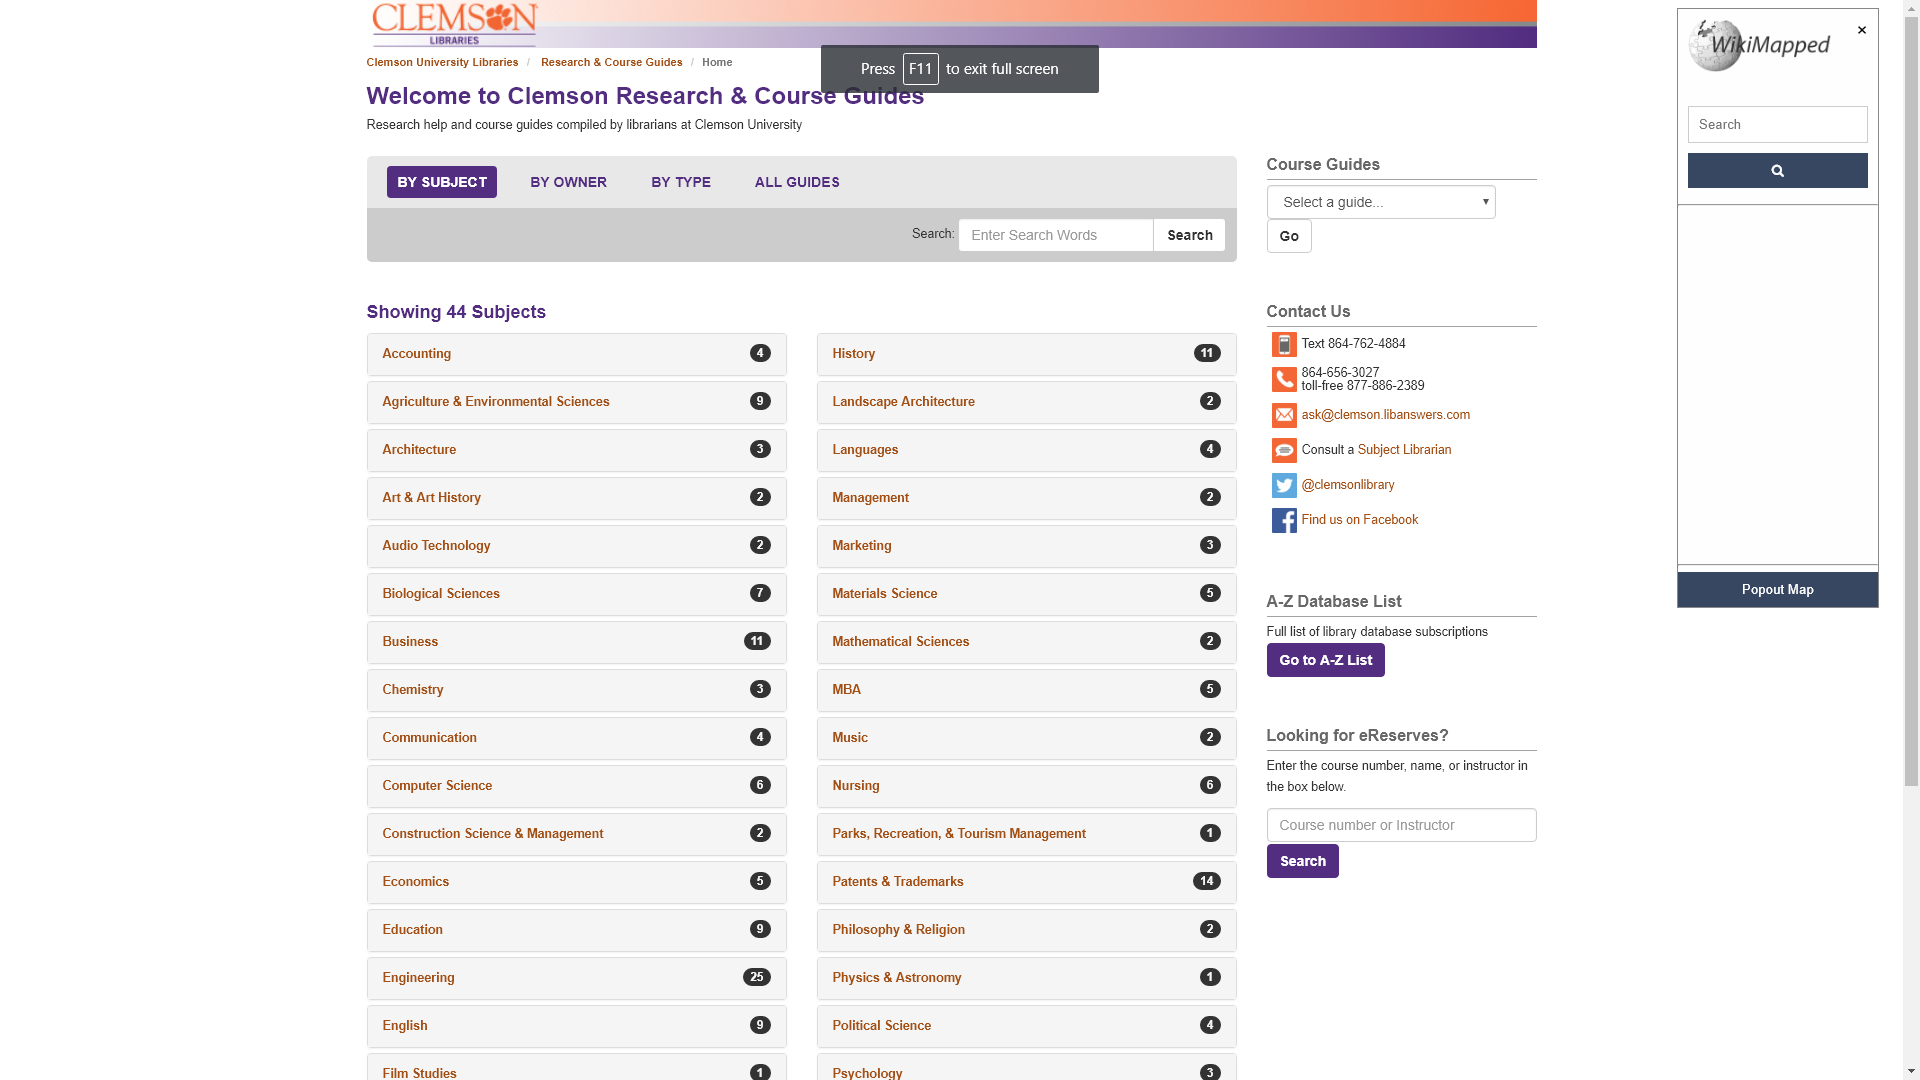 CLEMSON
LIBRARIES
Clemson University Libraries / Research & Course Guides / Home
Press F11 to exit full screen
Welcome to Clemson Research & Course Guides
Research help and course guides compiled by librarians at Clemson University
BY SUBJECT BY OWNER BY TYPE ALL GUIDES
Search: Enter Search Words Search
Showing 44 Subjects
Accounting 4
Agriculture & Environmental Sciences 9
Architecture 3
Art & Art History 2
Audio Technology 2
Biological Sciences 7
Business 11
Chemistry 3
Communication 4
Computer Science 6
Construction Science & Management 2
Economics 5
Education 9
Engineering 25
English 9
Film Studies 1
History 11
Landscape Architecture 2
Languages 4
Management 2
Marketing 3
Materials Science 5
Mathematical Sciences 2
MBA 5
Music 2
Nursing 6
Parks, Recreation, & Tourism Management 1
Patents & Trademarks 14
Philosophy & Religion 2
Physics & Astronomy 1
Political Science 4
Psychology 3
Course Guides
Select a guide...
Go
Contact Us
Text 864-762-4884
864-656-3027
toll-free 877-886-2389
ask@clemson.libanswers.com
Consult a Subject Librarian
@clemsonlibrary
Find us on Facebook
A-Z Database List
Full list of library database subscriptions
Go to A-Z List
Looking for eReserves?
Enter the course number, name, or instructor in
the box below.
Course number or Instructor
Search
WikiMapped
×
Search
Popout Map